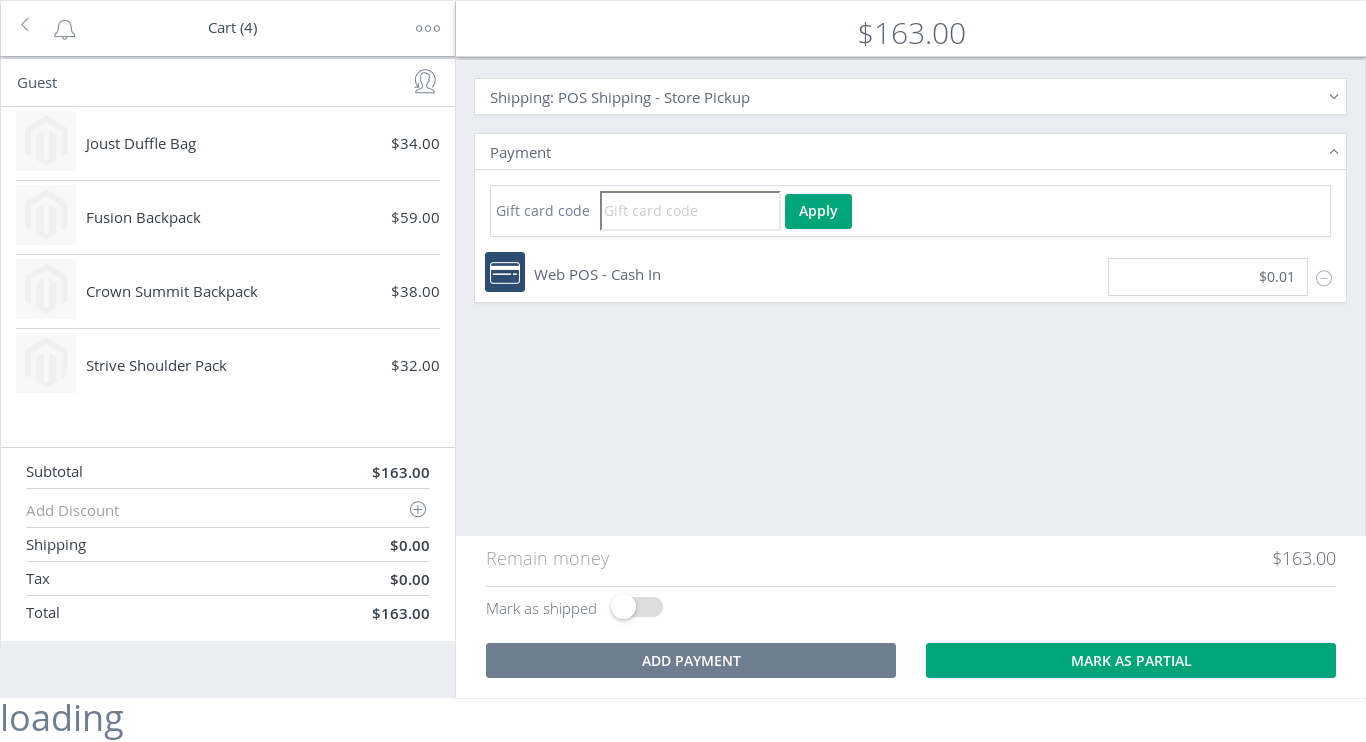 Cart (4)
$163.00
Guest
Joust Duffle Bag $34.00
Fusion Backpack $59.00
Crown Summit Backpack $38.00
Strive Shoulder Pack $32.00
Subtotal $163.00
Add Discount
Shipping $0.00
Tax $0.00
Total $163.00
Shipping: POS Shipping - Store Pickup
Payment
Gift card code Gift card code Apply
Web POS - Cash In $0.01
Remain money $163.00
Mark as shipped
ADD PAYMENT MARK AS PARTIAL
loading